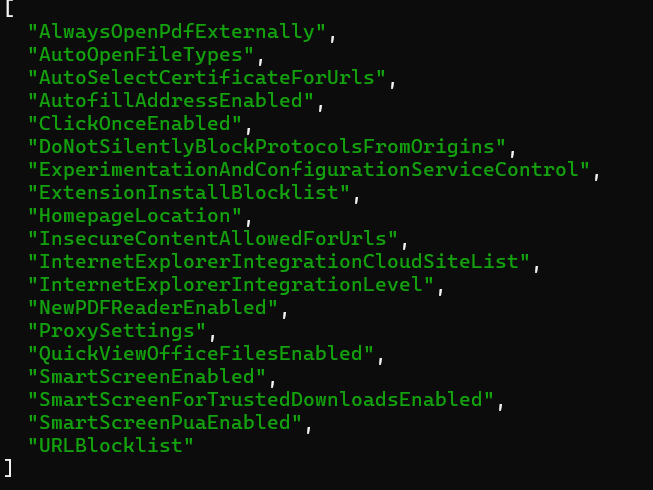 [
"AlwaysOpenPdfExternally",
"AutoOpenFileTypes",
"AutoSelectCertificateForUrls",
"AutofillAddressEnabled",
"ClickOnceEnabled",
"DoNotSilentlyBlockProtocolsFromOrigins",
"ExperimentationAndConfigurationServiceControl",
"ExtensionInstallBlocklist",
"HomepageLocation",
"InsecureContentAllowedForUrls",
"InternetExplorerIntegrationCloudSiteList",
"InternetExplorerIntegrationLevel",
"NewPDFReaderEnabled",
"ProxySettings",
"QuickViewOfficeFilesEnabled",
"SmartScreenEnabled",
"SmartScreenForTrustedDownloadsEnabled",
"SmartScreenPuaEnabled",
"URLBlocklist"
]